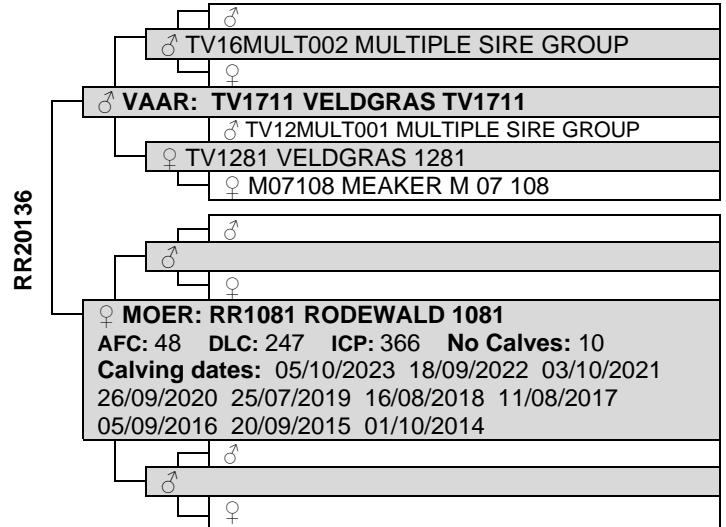 ♂
♂ TV16MULT002 MULTIPLE SIRE GROUP
♀
♂ VAAR: TV1711 VELDGRAS TV1711
♂ TV12MULT001 MULTIPLE SIRE GROUP
♀ TV1281 VELDGRAS 1281
♀ M07108 MEAKER M 07 108
RR20136
♂
♂
♀
♀ MOER: RR1081 RODEWALD 1081
AFC: 48 DLC: 247 ICP: 366 No Calves: 10
Calving dates: 05/10/2023 18/09/2022 03/10/2021
26/09/2020 25/07/2019 16/08/2018 11/08/2017
05/09/2016 20/09/2015 01/10/2014
♂
♂
♀